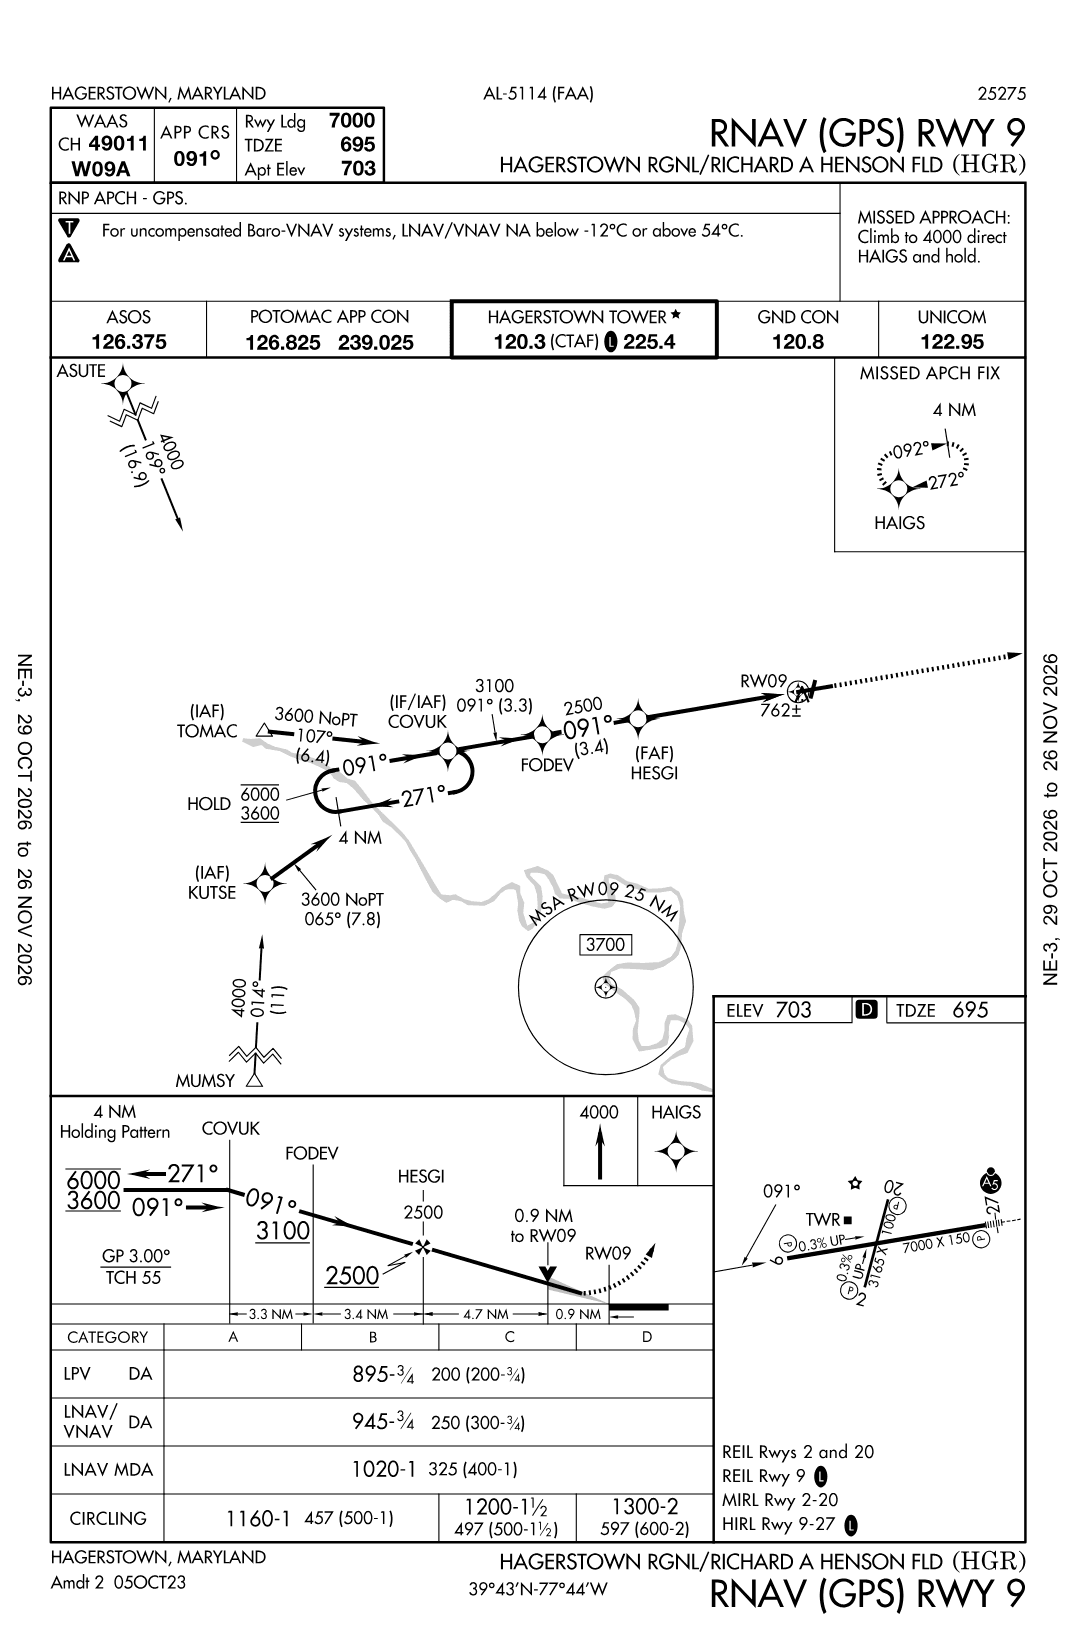 HAGERSTOWN, MARYLAND
AL-5114 (FAA)
25275
WAAS
CH 49011
W09A
APP CRS
091°
Rwy Ldg 7000
TDZE 695
Apt Elev 703
RNAV (GPS) RWY 9
HAGERSTOWN RGNL/RICHARD A HENSON FLD (HGR)
RNP APCH - GPS.
T
A
For uncompensated Baro-VNAV systems, LNAV/VNAV NA below -12°C or above 54°C.
MISSED APPROACH:
Climb to 4000 direct
HAIGS and hold.
ASOS
126.375
POTOMAC APP CON
126.825 239.025
HAGERSTOWN TOWER ★
120.3 (CTAF) L 225.4
GND CON
120.8
UNICOM
122.95
ASUTE
4000
169°
(16.9)
MISSED APCH FIX
4 NM
092°
272°
HAIGS
NE-3, 29 OCT 2026 to 26 NOV 2026
NE-3, 29 OCT 2026 to 26 NOV 2026
(IAF)
TOMAC
3600 NoPT
107°
(6.4)
(IF/IAF)
COVUK
3100
091° (3.3)
FODEV
2500
091°
(3.4)
(FAF)
HESGI
RW09
762±
091°
271°
HOLD
6000
3600
4 NM
(IAF)
KUTSE
3600 NoPT
065° (7.8)
4000
014°
(11)
MUMSY
MSA RW09 25 NM
3700
ELEV 703
D
TDZE 695
4 NM
Holding Pattern
COVUK
FODEV
HESGI
2500
0.9 NM
to RW09
RW09
4000
HAIGS
6000
3600
271°
091°
091°
3100
2500
GP 3.00°
TCH 55
3.3 NM
3.4 NM
4.7 NM
0.9 NM
091°
TWR
20
A5
27
P
P
0.3% UP
7000 X 150
P
9
0.3%
UP
3165 X 100
P
2
CATEGORY A B C D
LPV DA 895-¾ 200 (200-¾)
LNAV/
VNAV DA 945-¾ 250 (300-¾)
LNAV MDA 1020-1 325 (400-1)
CIRCLING 1160-1 457 (500-1)
1200-1½
497 (500-1½)
1300-2
597 (600-2)
REIL Rwys 2 and 20
REIL Rwy 9 L
MIRL Rwy 2-20
HIRL Rwy 9-27 L
HAGERSTOWN, MARYLAND
Amdt 2 05OCT23
39°43'N-77°44'W
HAGERSTOWN RGNL/RICHARD A HENSON FLD (HGR)
RNAV (GPS) RWY 9